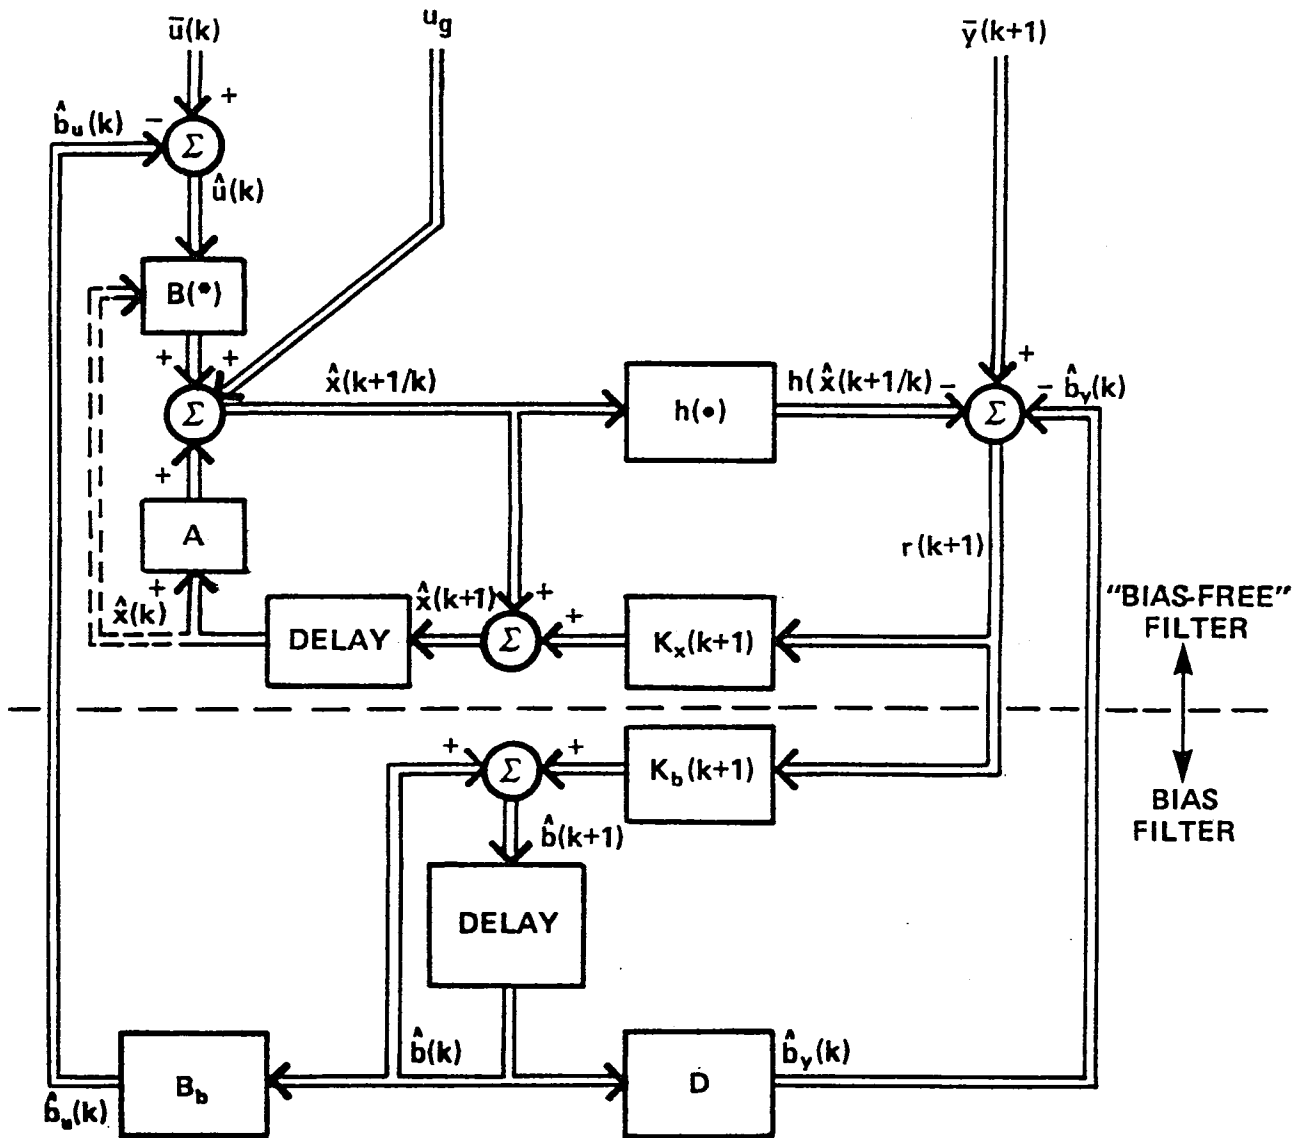 ū(k)
u_g
ȳ(k+1)
+
b̂_u(k)
−
Σ
û(k)
B(*)
+
+
x̂(k+1/k)
h(x̂(k+1/k)
−
+
−
b̂_y(k)
Σ
h(•)
Σ
+
A
r(k+1)
+
x̂(k)
DELAY
x̂(k+1)
+
+
Σ
K_x(k+1)
"BIAS-FREE"
FILTER
+
+
Σ
K_b(k+1)
BIAS
FILTER
b̂(k+1)
DELAY
b̂(k)
b̂_y(k)
B_b
D
b̂_u(k)